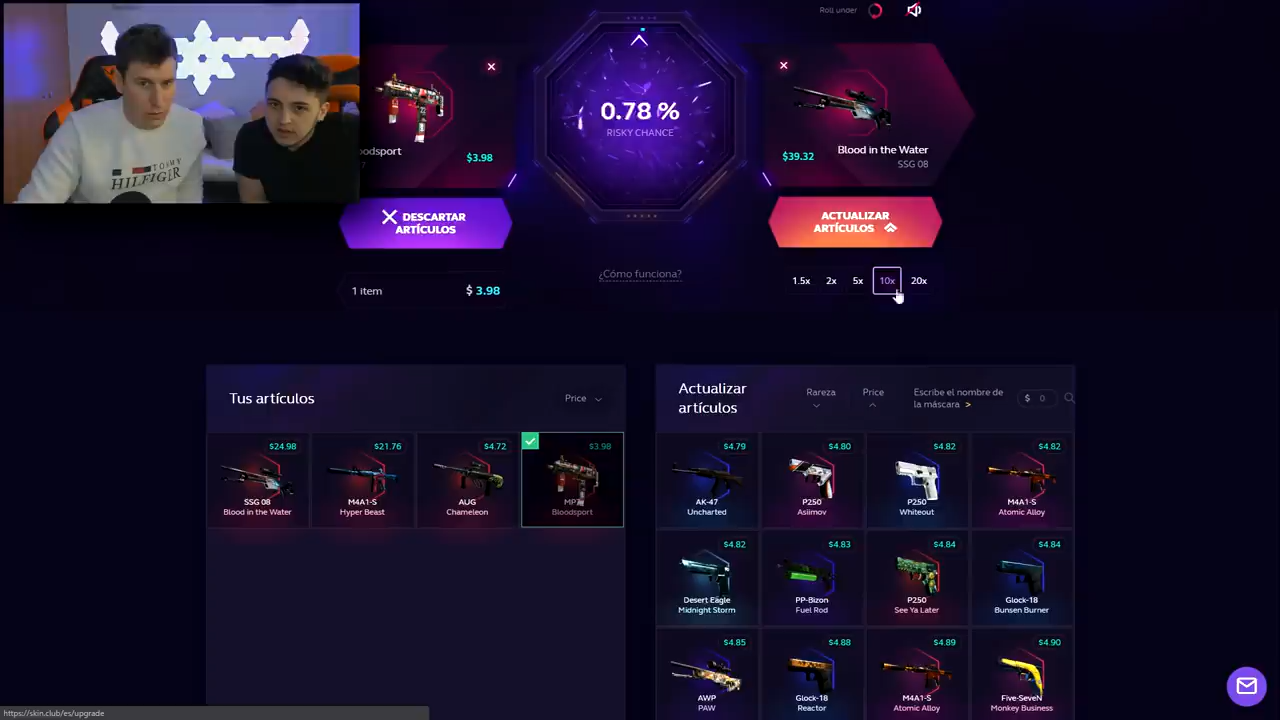 Roll under
TOMMY
HILFIGER
oodsport
7
$3.98
0.78 %
RISKY CHANCE
$39.32
Blood in the Water
SSG 08
DESCARTAR
ARTÍCULOS
ACTUALIZAR
ARTÍCULOS
¿Cómo funciona?
1 item
$ 3.98
1.5x 2x 5x 10x 20x
Tus artículos
Price
Actualizar
artículos
Rareza
Price
Escribe el nombre de
la máscara >
$ 0
$24.98
SSG 08
Blood in the Water
$21.76
M4A1-S
Hyper Beast
$4.72
AUG
Chameleon
$3.98
MP7
Bloodsport
$4.79
AK-47
Uncharted
$4.80
P250
Asiimov
$4.82
P250
Whiteout
$4.82
M4A1-S
Atomic Alloy
$4.82
Desert Eagle
Midnight Storm
$4.83
PP-Bizon
Fuel Rod
$4.84
P250
See Ya Later
$4.84
Glock-18
Bunsen Burner
$4.85
AWP
PAW
$4.88
Glock-18
Reactor
$4.89
M4A1-S
Atomic Alloy
$4.90
Five-SeveN
Monkey Business
https://skin.club/es/upgrade